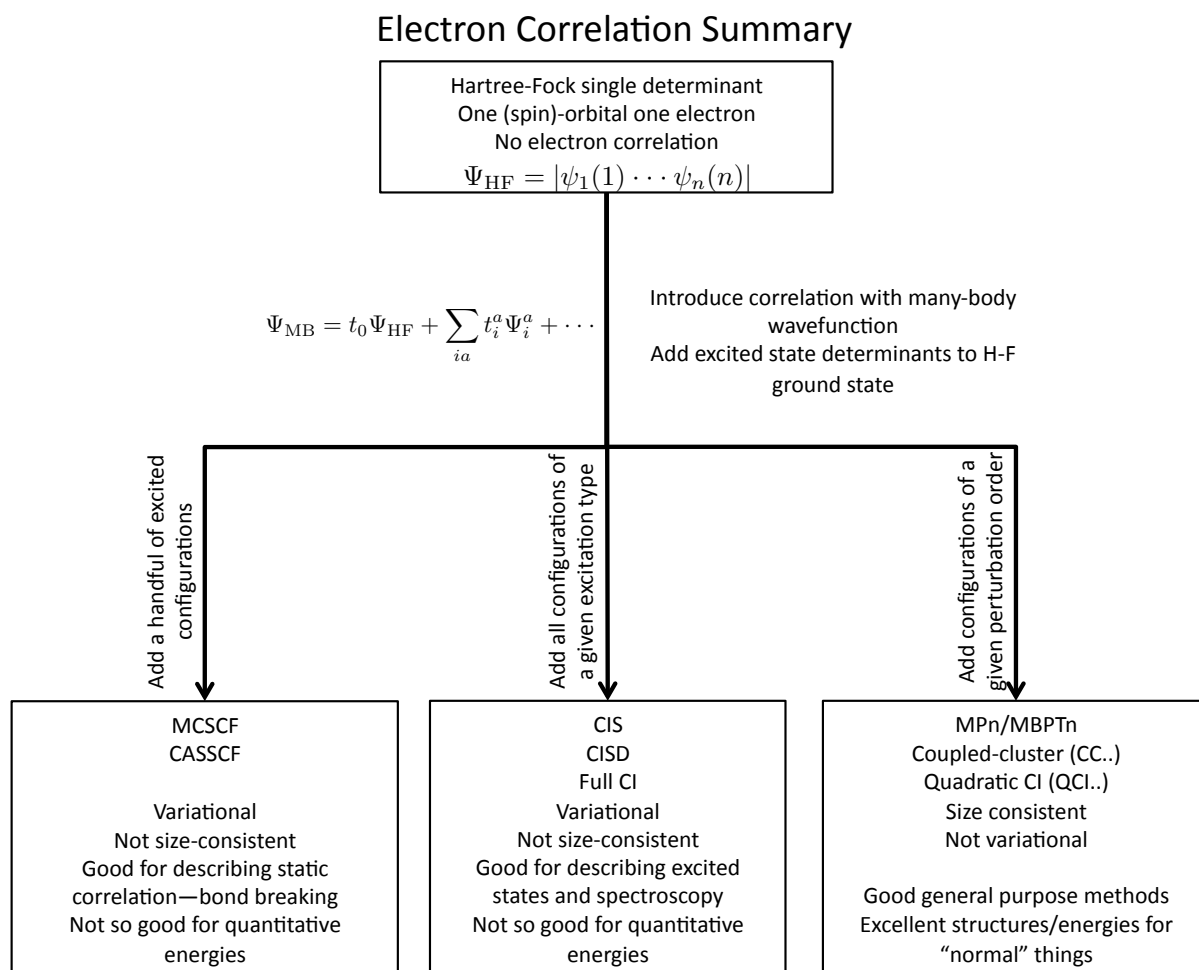 Electron Correlation Summary
Hartree-Fock single determinant
One (spin)-orbital one electron
No electron correlation
Ψ_HF = |ψ_1(1) ⋯ ψ_n(n)|
Ψ_MB = t_0Ψ_HF + ∑_{ia} t_i^aΨ_i^a + ⋯
Introduce correlation with many-body
wavefunction
Add excited state determinants to H-F
ground state
Add a handful of excited
configurations
Add all configurations of
a given excitation type
Add configurations of a
given perturbation order
MCSCF
CASSCF
Variational
Not size-consistent
Good for describing static
correlation—bond breaking
Not so good for quantitative
energies
CIS
CISD
Full CI
Variational
Not size-consistent
Good for describing excited
states and spectroscopy
Not so good for quantitative
energies
MPn/MBPTn
Coupled-cluster (CC..)
Quadratic CI (QCI..)
Size consistent
Not variational
Good general purpose methods
Excellent structures/energies for
“normal” things